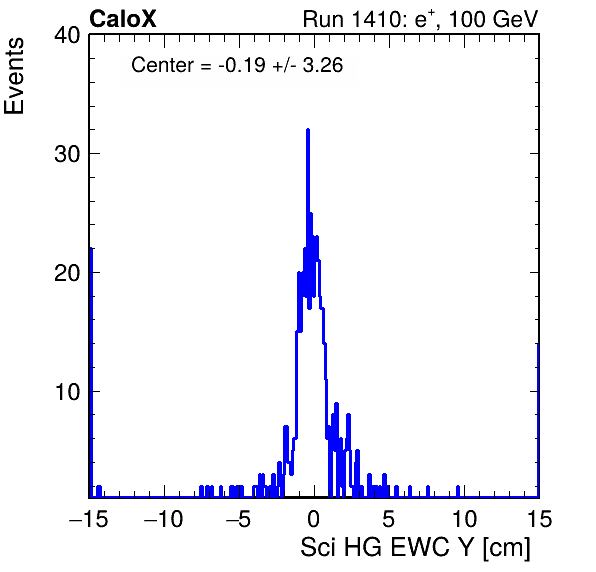 CaloX Run 1410: e⁺, 100 GeV
Center = -0.19 +/- 3.26
Events
40
30
20
10
−15 −10 −5 0 5 10 15
Sci HG EWC Y [cm]